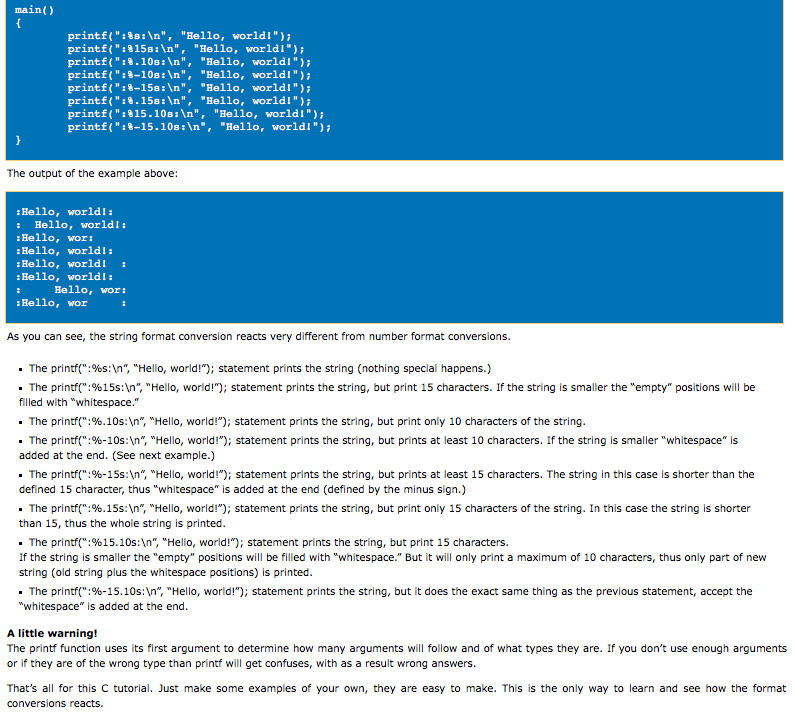 main()
{
printf(":%s:\n", "Hello, world!");
printf(":%15s:\n", "Hello, world!");
printf(":%.10s:\n", "Hello, world!");
printf(":%-10s:\n", "Hello, world!");
printf(":%-15s:\n", "Hello, world!");
printf(":%.15s:\n", "Hello, world!");
printf(":%15.10s:\n", "Hello, world!");
printf(":%-15.10s:\n", "Hello, world!");
}
The output of the example above:
:Hello, world!:
:  Hello, world!:
:Hello, wor:
:Hello, world!:
:Hello, world!  :
:Hello, world!:
:     Hello, wor:
:Hello, wor     :
As you can see, the string format conversion reacts very different from number format conversions.
▪ The printf(“:%s:\n”, “Hello, world!”); statement prints the string (nothing special happens.)
▪ The printf(“:%15s:\n”, “Hello, world!”); statement prints the string, but print 15 characters. If the string is smaller the “empty” positions will be
filled with “whitespace.”
▪ The printf(“:%.10s:\n”, “Hello, world!”); statement prints the string, but print only 10 characters of the string.
▪ The printf(“:%-10s:\n”, “Hello, world!”); statement prints the string, but prints at least 10 characters. If the string is smaller “whitespace” is
added at the end. (See next example.)
▪ The printf(“:%-15s:\n”, “Hello, world!”); statement prints the string, but prints at least 15 characters. The string in this case is shorter than the
defined 15 character, thus “whitespace” is added at the end (defined by the minus sign.)
▪ The printf(“:%.15s:\n”, “Hello, world!”); statement prints the string, but print only 15 characters of the string. In this case the string is shorter
than 15, thus the whole string is printed.
▪ The printf(“:%15.10s:\n”, “Hello, world!”); statement prints the string, but print 15 characters.
If the string is smaller the “empty” positions will be filled with “whitespace.” But it will only print a maximum of 10 characters, thus only part of new
string (old string plus the whitespace positions) is printed.
▪ The printf(“:%-15.10s:\n”, “Hello, world!”); statement prints the string, but it does the exact same thing as the previous statement, accept the
“whitespace” is added at the end.
A little warning!
The printf function uses its first argument to determine how many arguments will follow and of what types they are. If you don’t use enough arguments
or if they are of the wrong type than printf will get confuses, with as a result wrong answers.
That’s all for this C tutorial. Just make some examples of your own, they are easy to make. This is the only way to learn and see how the format
conversions reacts.